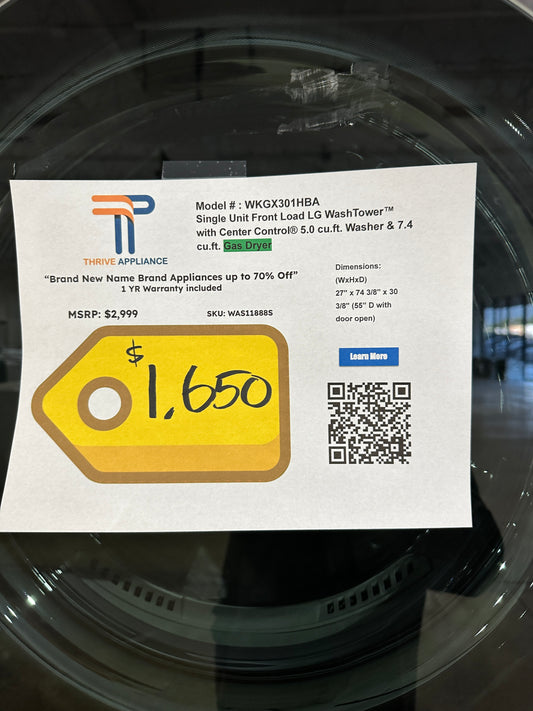 THRIVE APPLIANCE
Model # : WKGX301HBA
Single Unit Front Load LG WashTower™
with Center Control® 5.0 cu.ft. Washer & 7.4
cu.ft. Gas Dryer
"Brand New Name Brand Appliances up to 70% Off"
1 YR Warranty included
MSRP: $2,999
SKU: WAS11888S
$1,650
Dimensions:
(WxHxD)
27" x 74 3/8" x 30
3/8" (55" D with
door open)
Learn More